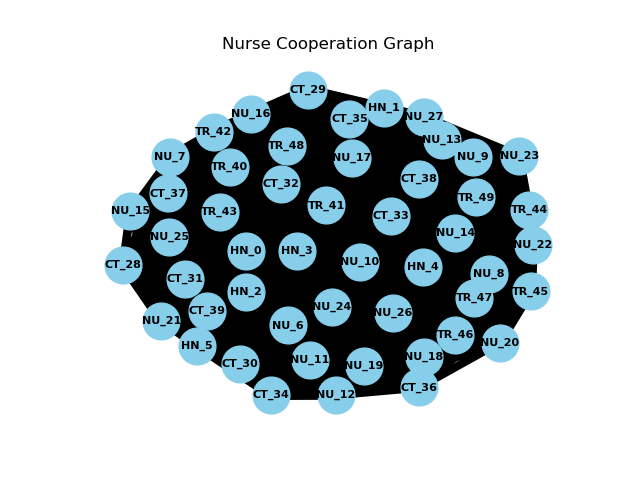 Nurse Cooperation Graph
CT_29
HN_1
NU_16
NU_27
CT_35
TR_42
NU_13
TR_48
NU_23
NU_7
NU_17
NU_9
TR_40
CT_38
CT_32
CT_37
TR_49
TR_41
TR_44
NU_15
TR_43
CT_33
NU_14
NU_25
NU_22
HN_0
HN_3
NU_10
CT_28
HN_4
NU_8
CT_31
HN_2
TR_45
TR_47
NU_24
CT_39
NU_26
NU_21
NU_6
TR_46
NU_20
HN_5
NU_18
NU_11
CT_30
NU_19
CT_36
CT_34
NU_12